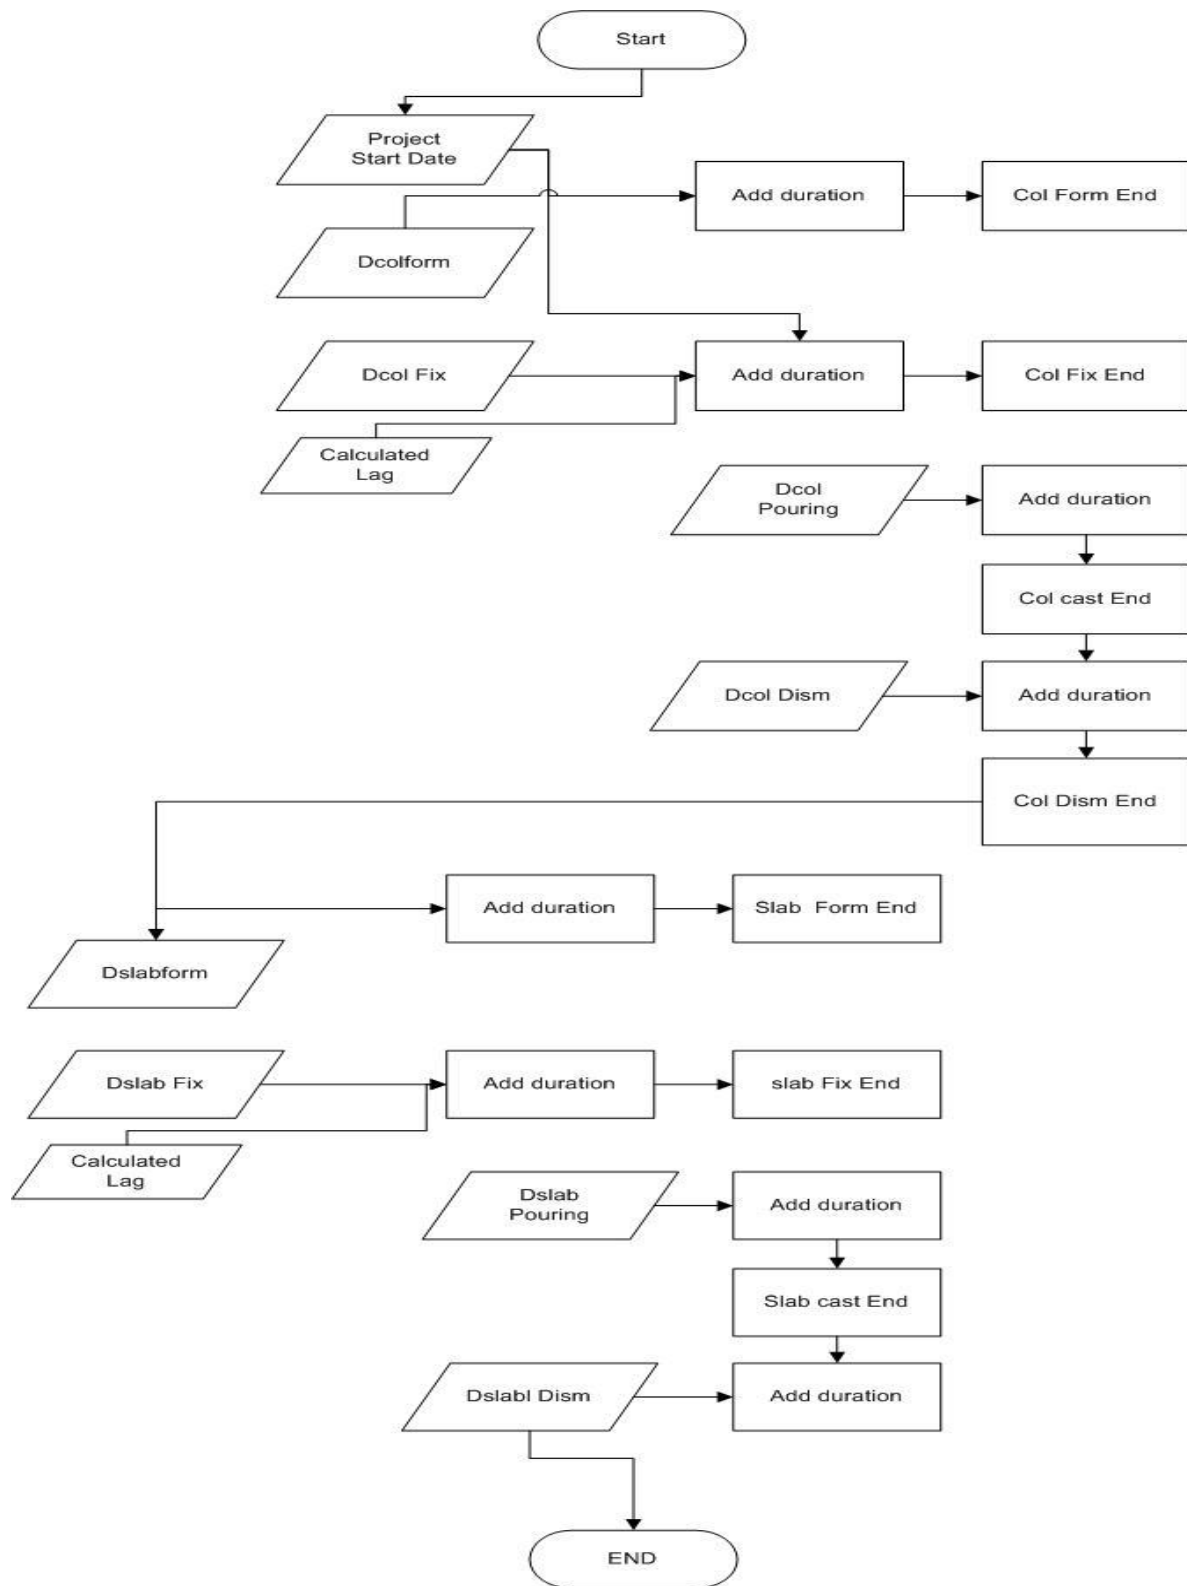 Start
Project
Start Date
Add duration
Col Form End
Dcolform
Dcol Fix
Add duration
Col Fix End
Calculated
Lag
Dcol
Pouring
Add duration
Col cast End
Dcol Dism
Add duration
Col Dism End
Add duration
Slab Form End
Dslabform
Dslab Fix
Add duration
slab Fix End
Calculated
Lag
Dslab
Pouring
Add duration
Slab cast End
Dslabl Dism
Add duration
END